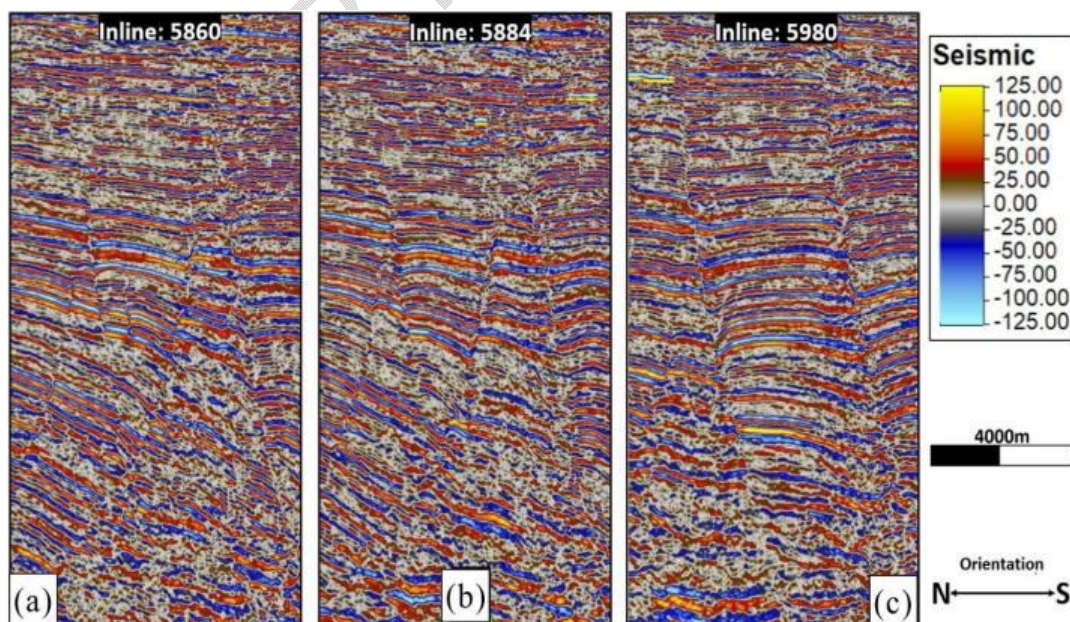 Inline: 5860
Inline: 5884
Inline: 5980
Seismic
125.00
100.00
75.00
50.00
25.00
0.00
-25.00
-50.00
-75.00
-100.00
-125.00
4000m
Orientation
N S
(a)
(b)
(c)